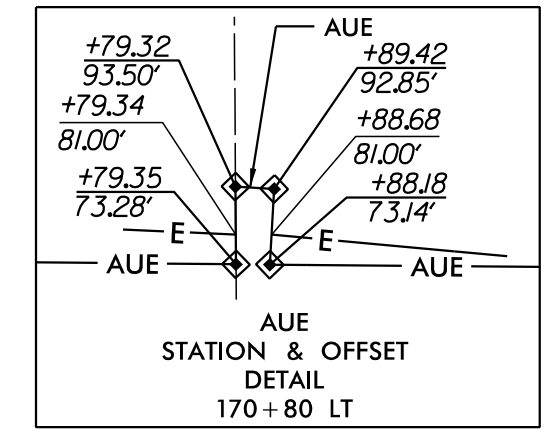 AUE
+79.32
93.50'
+89.42
92.85'
+79.34
81.00'
+88.68
81.00'
+79.35
73.28'
+88.18
73.14'
E
E
AUE
AUE
AUE
STATION & OFFSET
DETAIL
170+80 LT